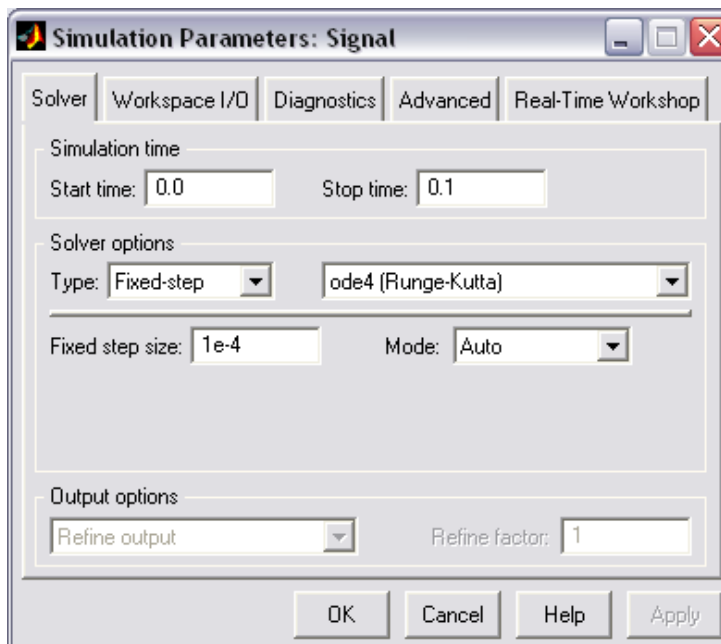 Simulation Parameters: Signal
Solver Workspace I/O Diagnostics Advanced Real-Time Workshop
Simulation time
Start time: 0.0 Stop time: 0.1
Solver options
Type: Fixed-step ode4 (Runge-Kutta)
Fixed step size: 1e-4 Mode: Auto
Output options
Refine output Refine factor: 1
OK Cancel Help Apply